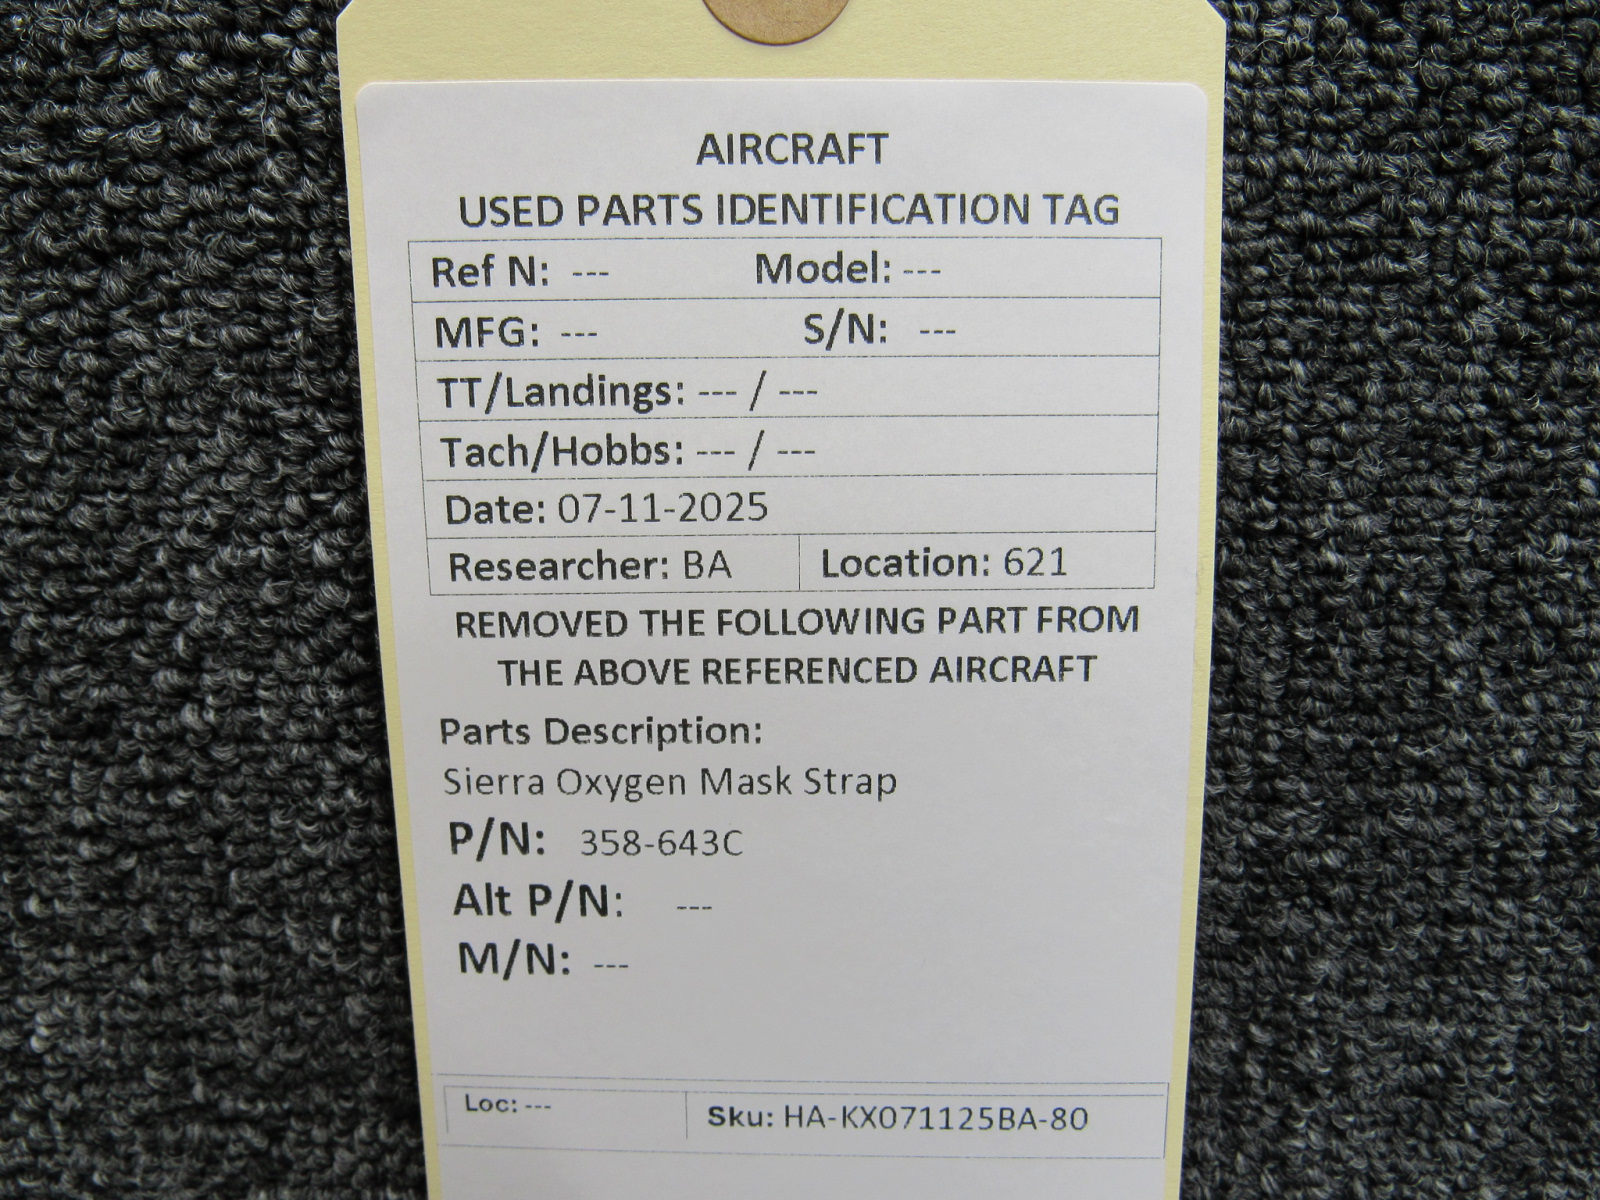 AIRCRAFT
USED PARTS IDENTIFICATION TAG
Ref N: --- Model: ---
MFG: --- S/N: ---
TT/Landings: --- / ---
Tach/Hobbs: --- / ---
Date: 07-11-2025
Researcher: BA Location: 621
REMOVED THE FOLLOWING PART FROM
THE ABOVE REFERENCED AIRCRAFT
Parts Description:
Sierra Oxygen Mask Strap
P/N: 358-643C
Alt P/N: ---
M/N: ---
Loc: --- Sku: HA-KX071125BA-80